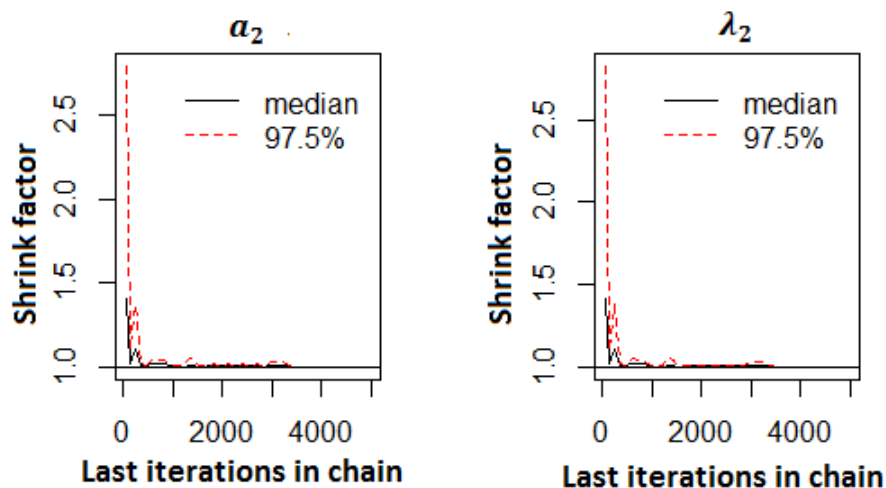 a₂
λ₂
median
97.5%
median
97.5%
Shrink factor
1.0 1.5 2.0 2.5
Shrink factor
1.0 1.5 2.0 2.5
0 2000 4000
0 2000 4000
Last iterations in chain
Last iterations in chain